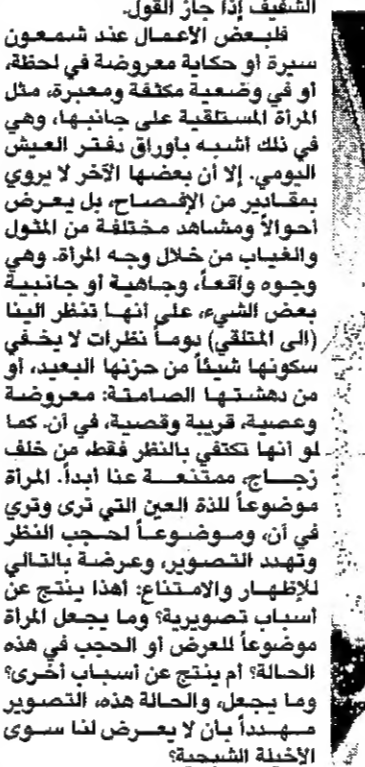 الشفيف إذا جاز القول.
فلبعض الأعمال عند شمعون
سيرة أو حكاية معروضة في لحظة،
أو في وضعية مكثفة ومعبرة، مثل
المرأة المستلقية على جانبها، وهي
في ذلك أشبه بأوراق دفتر العيش
اليومي. إلا أن بعضها الآخر لا يروي
بمقادير من الإفصاح، بل يعرض
أحوالاً ومشاهد مختلفة من المثول
والغياب من خلال وجه المرأة. وهي
وجوه واقعاً، وجاهية أو جانبية
بعض الشيء، على أنها تنظر الينا
(الى المتلقي) دوماً نظرات لا يخفي
سكونها شيئاً من حزنها البعيد، أو
من دهشتها الصامتة: معروضة
وعصية، قريبة وقصية، في آن. كما
لو أنها تكتفي بالنظر فقط، من خلف
زجاج، ممتنعة عنا أبداً. المرأة
موضوعاً للذة العين التي ترى وتري
في آن، وموضوعاً لحجب النظر
وتهدد التصوير، وعرضة بالتالي
للإظهار والامتناع: أهذا ينتج عن
أسباب تصويرية؟ وما يجعل المرأة
موضوعاً للعرض أو الحجب في هذه
الحالة؟ أم ينتج عن أسباب أخرى؟
وما يجعل، والحالة هذه، التصوير
مهدداً بأن لا يعرض لنا سوى
الأخيلة الشبحية؟